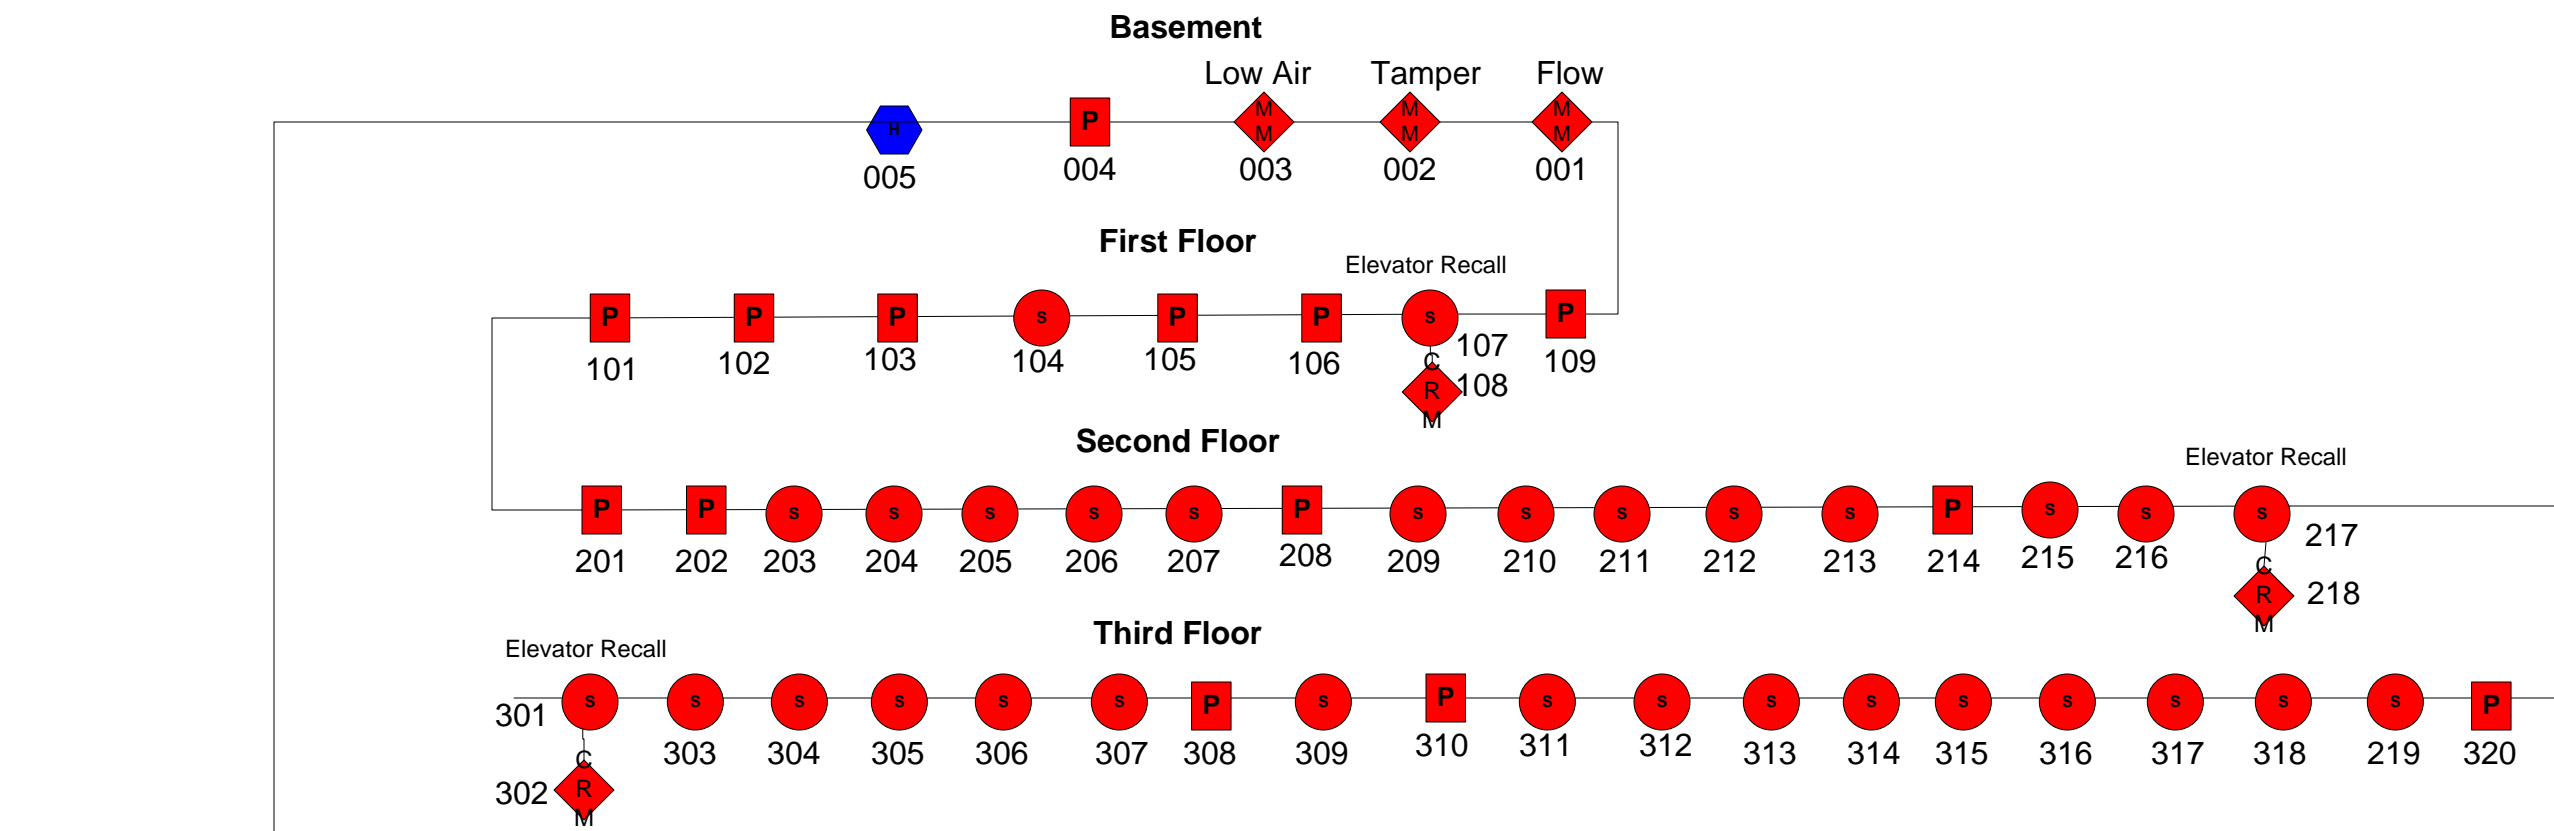 Basement
Low Air Tamper Flow
H P M M M M M M
005 004 003 002 001
First Floor
Elevator Recall
P P P S P P S P
101 102 103 104 105 106 107 109
C R M 108
Second Floor
Elevator Recall
P P S S S S S P S S S S S P S S S
201 202 203 204 205 206 207 208 209 210 211 212 213 214 215 216 217
C R M 218
Third Floor
Elevator Recall
S S S S S S P S P S S S S S S S S S P
301 303 304 305 306 307 308 309 310 311 312 313 314 315 316 317 318 219 320
302 C R M